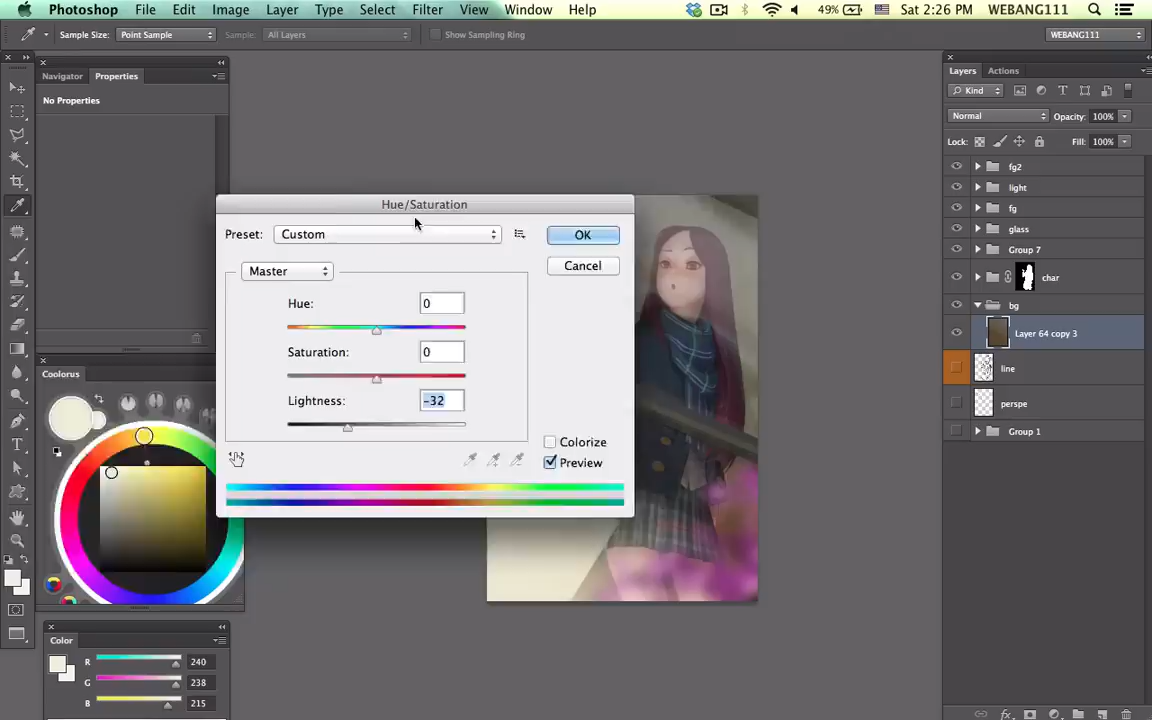 Photoshop File Edit Image Layer Type Select Filter View Window Help 49% Sat 2:26 PM WEBANG111
Sample Size: Point Sample Sample: All Layers Show Sampling Ring WEBANG111
Navigator Properties
No Properties
Layers Actions
Kind
Normal Opacity: 100%
Lock: Fill: 100%
fg2
light
fg
glass
Group 7
char
bg
Layer 64 copy 3
line
perspe
Group 1
Hue/Saturation
Preset: Custom OK
Cancel
Master
Hue: 0
Saturation: 0
Lightness: -32
Colorize
Preview
Colorus
Color
R 240
G 238
B 215
fx